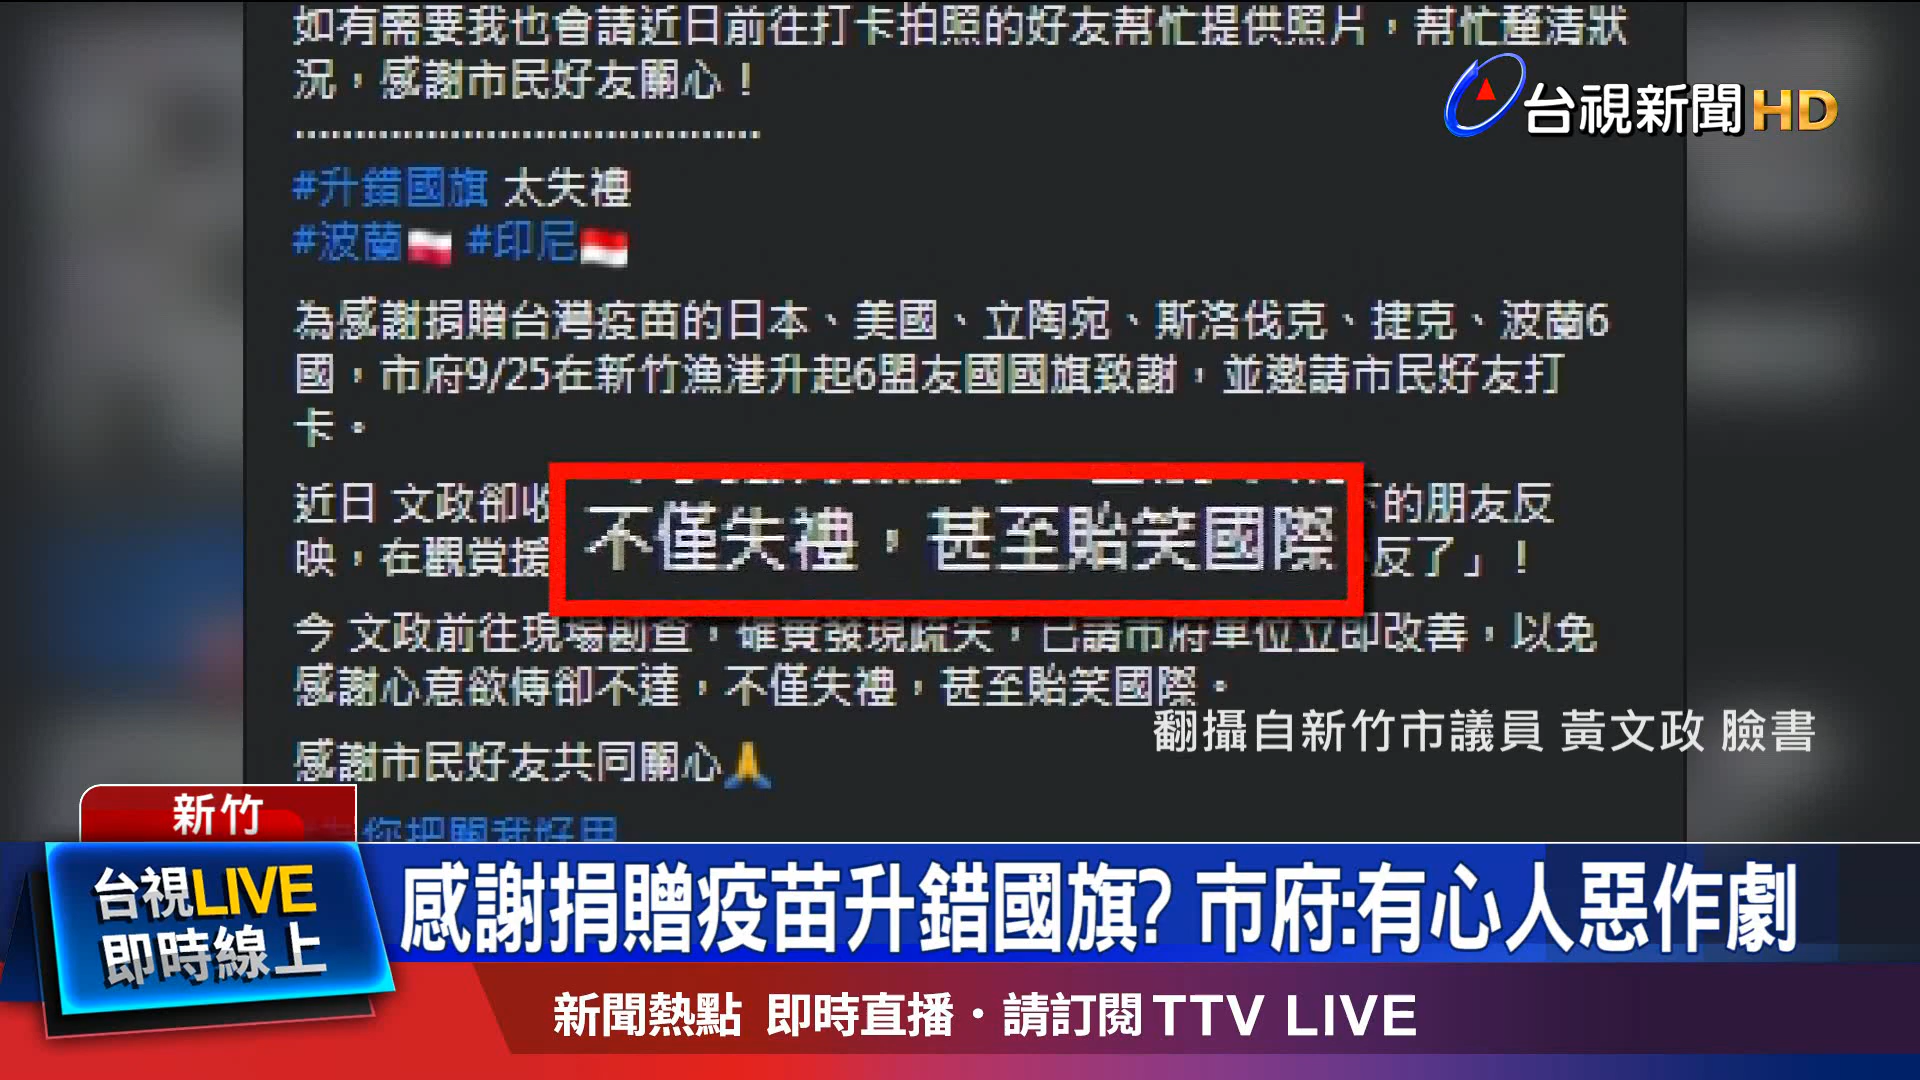 如有需要我也會請近日前往打卡拍照的好友幫忙提供照片，幫忙釐清狀
況，感謝市民好友關心！
台視新聞HD
#升錯國旗 太失禮
#波蘭🇵🇱 #印尼🇮🇩
為感謝捐贈台灣疫苗的日本、美國、立陶宛、斯洛伐克、捷克、波蘭6
國，市府9/25在新竹漁港升起6盟友國國旗致謝，並邀請市民好友打
卡。
近日 文政卻收
的朋友反
不僅失禮，甚至貽笑國際
映，在觀賞援
反了」！
今 文政前往現場勘查，確實發現疏失，已請市府單位立即改善，以免
感謝心意欲傳卻不達，不僅失禮，甚至貽笑國際。
翻攝自新竹市議員 黃文政 臉書
感謝市民好友共同關心🙏
新竹
台視LIVE
即時線上
感謝捐贈疫苗升錯國旗? 市府:有心人惡作劇
新聞熱點 即時直播・請訂閱TTV LIVE